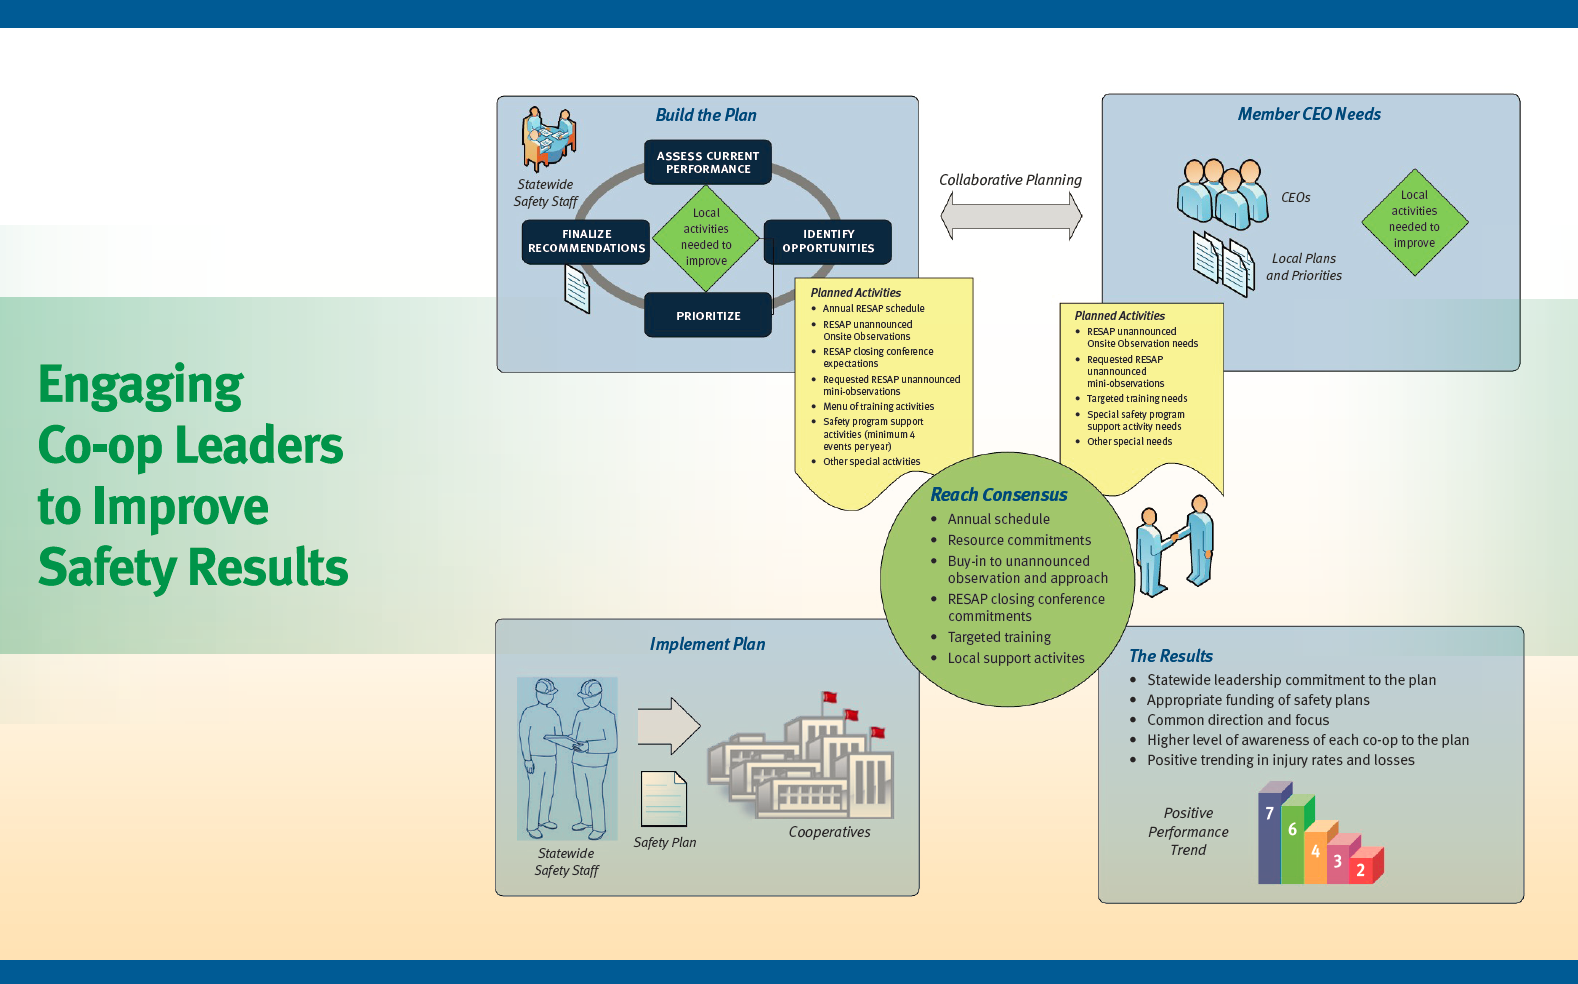 Engaging
Co-op Leaders
to Improve
Safety Results
Build the Plan
Statewide
Safety Staff
ASSESS CURRENT
PERFORMANCE
Local
activities
needed to
improve
FINALIZE
RECOMMENDATIONS
IDENTIFY
OPPORTUNITIES
PRIORITIZE
Collaborative Planning
Member CEO Needs
CEOs
Local Plans
and Priorities
Local
activities
needed to
improve
Planned Activities
• Annual RESAP schedule
• RESAP unannounced
Onsite Observations
• RESAP closing conference
expectations
• Requested RESAP unannounced
mini-observations
• Menu of training activities
• Safety program support
activities (minimum 4
events per year)
• Other special activities
Planned Activities
• RESAP unannounced
Onsite Observation needs
• Requested RESAP
unannounced
mini-observations
• Targeted training needs
• Special safety program
support activity needs
• Other special needs
Reach Consensus
• Annual schedule
• Resource commitments
• Buy-in to unannounced
observation and approach
• RESAP closing conference
commitments
• Targeted training
• Local support activites
Implement Plan
Statewide
Safety Staff
Safety Plan
Cooperatives
The Results
• Statewide leadership commitment to the plan
• Appropriate funding of safety plans
• Common direction and focus
• Higher level of awareness of each co-op to the plan
• Positive trending in injury rates and losses
Positive
Performance
Trend
7
6
4
3
2